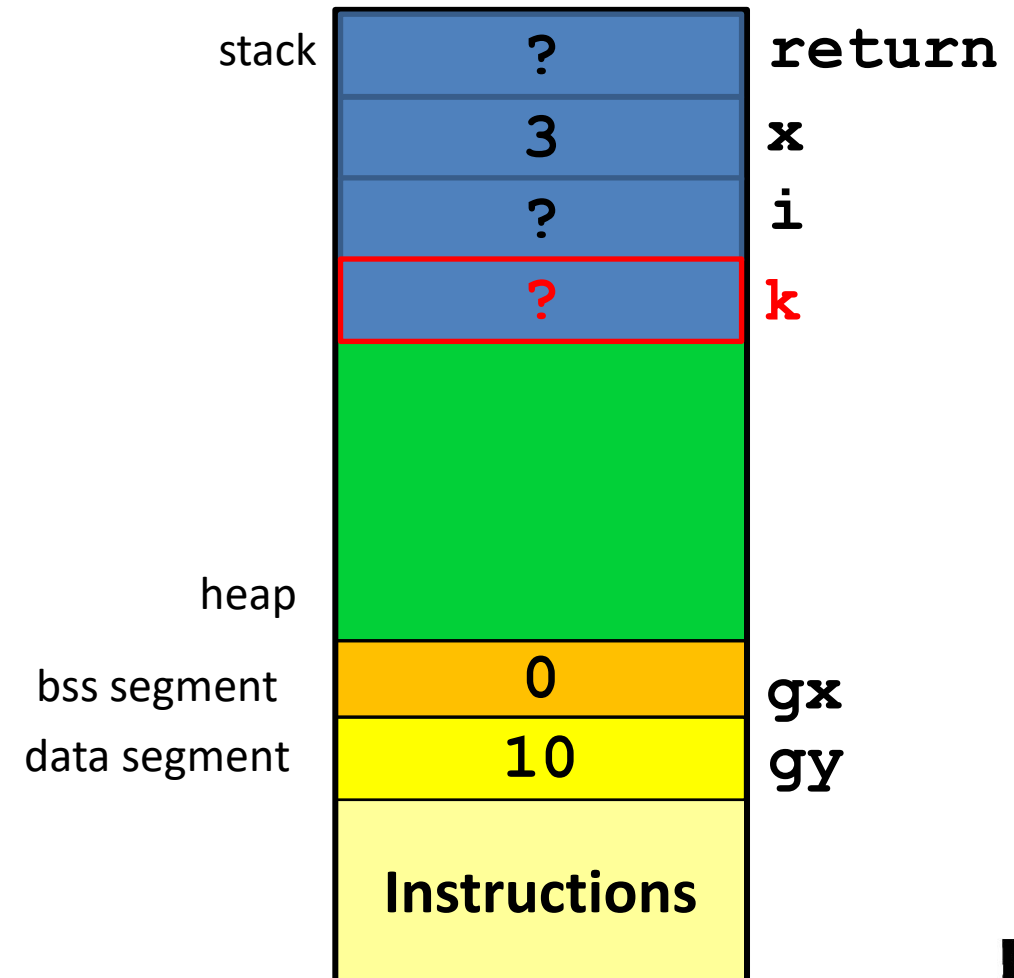 stack ? return
3 x
? i
? k
heap
bss segment 0 gx
data segment 10 gy
Instructions